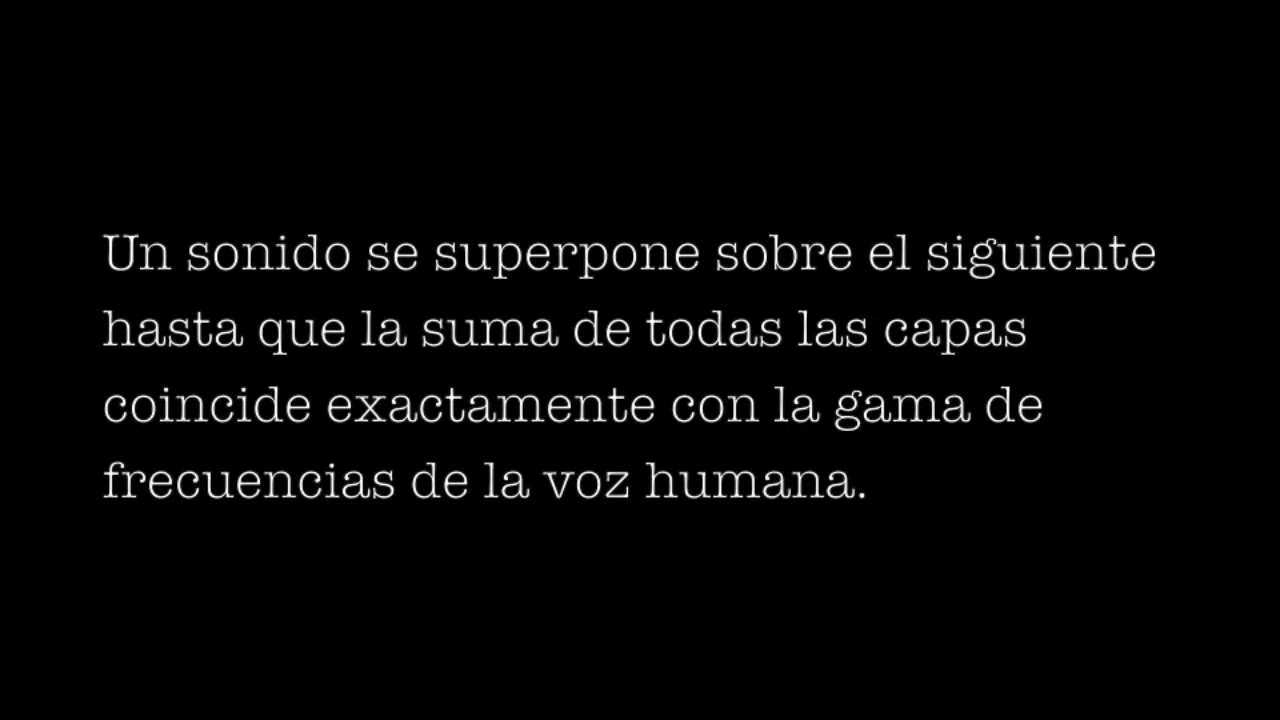 Un sonido se superpone sobre el siguiente
hasta que la suma de todas las capas
coincide exactamente con la gama de
frecuencias de la voz humana.